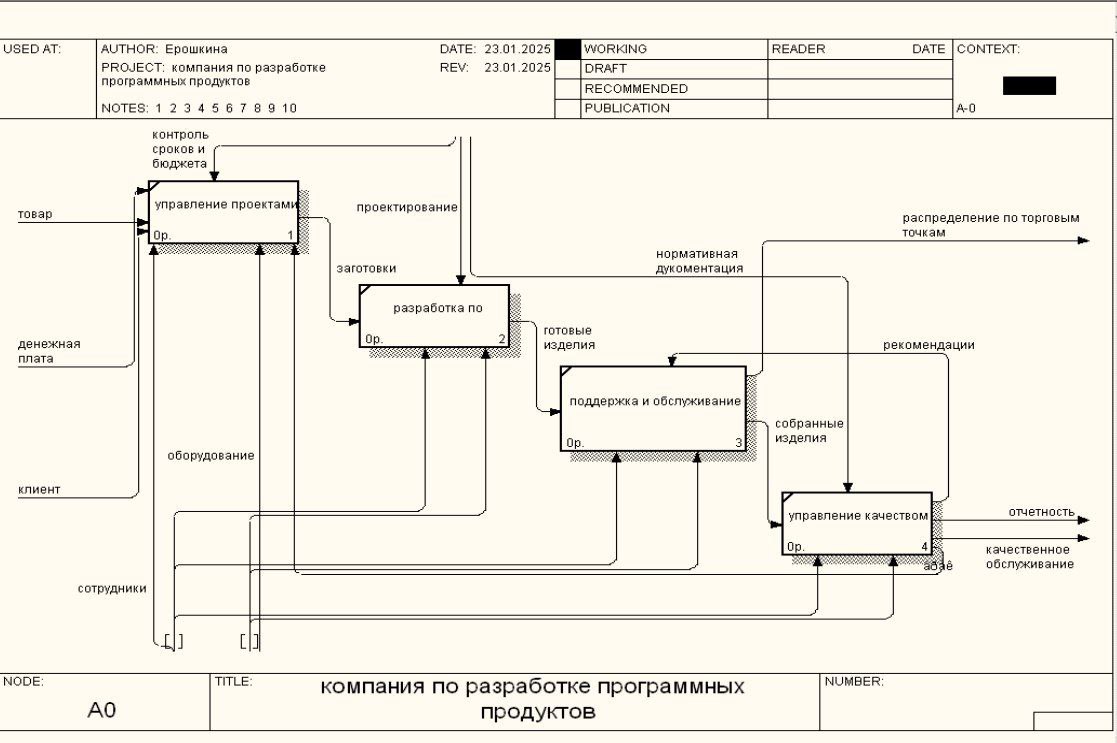 USED AT:
AUTHOR: Ерошкина
DATE: 23.01.2025
WORKING
READER
DATE
CONTEXT:
PROJECT: компания по разработке
программных продуктов
REV: 23.01.2025
DRAFT
RECOMMENDED
NOTES: 1 2 3 4 5 6 7 8 9 10
PUBLICATION
A-0
контроль
сроков и
бюджета
управление проектами
0р.
1
товар
проектирование
распределение по торговым
точкам
нормативная
дукоментация
заготовки
разработка по
0р.
2
готовые
изделия
денежная
плата
рекомендации
поддержка и обслуживание
0р.
3
собранные
изделия
оборудование
клиент
управление качеством
0р.
4
отчетность
качественное
обслуживание
áðàê
сотрудники
[ ]
[ ]
NODE:
A0
TITLE:
компания по разработке программных
продуктов
NUMBER: